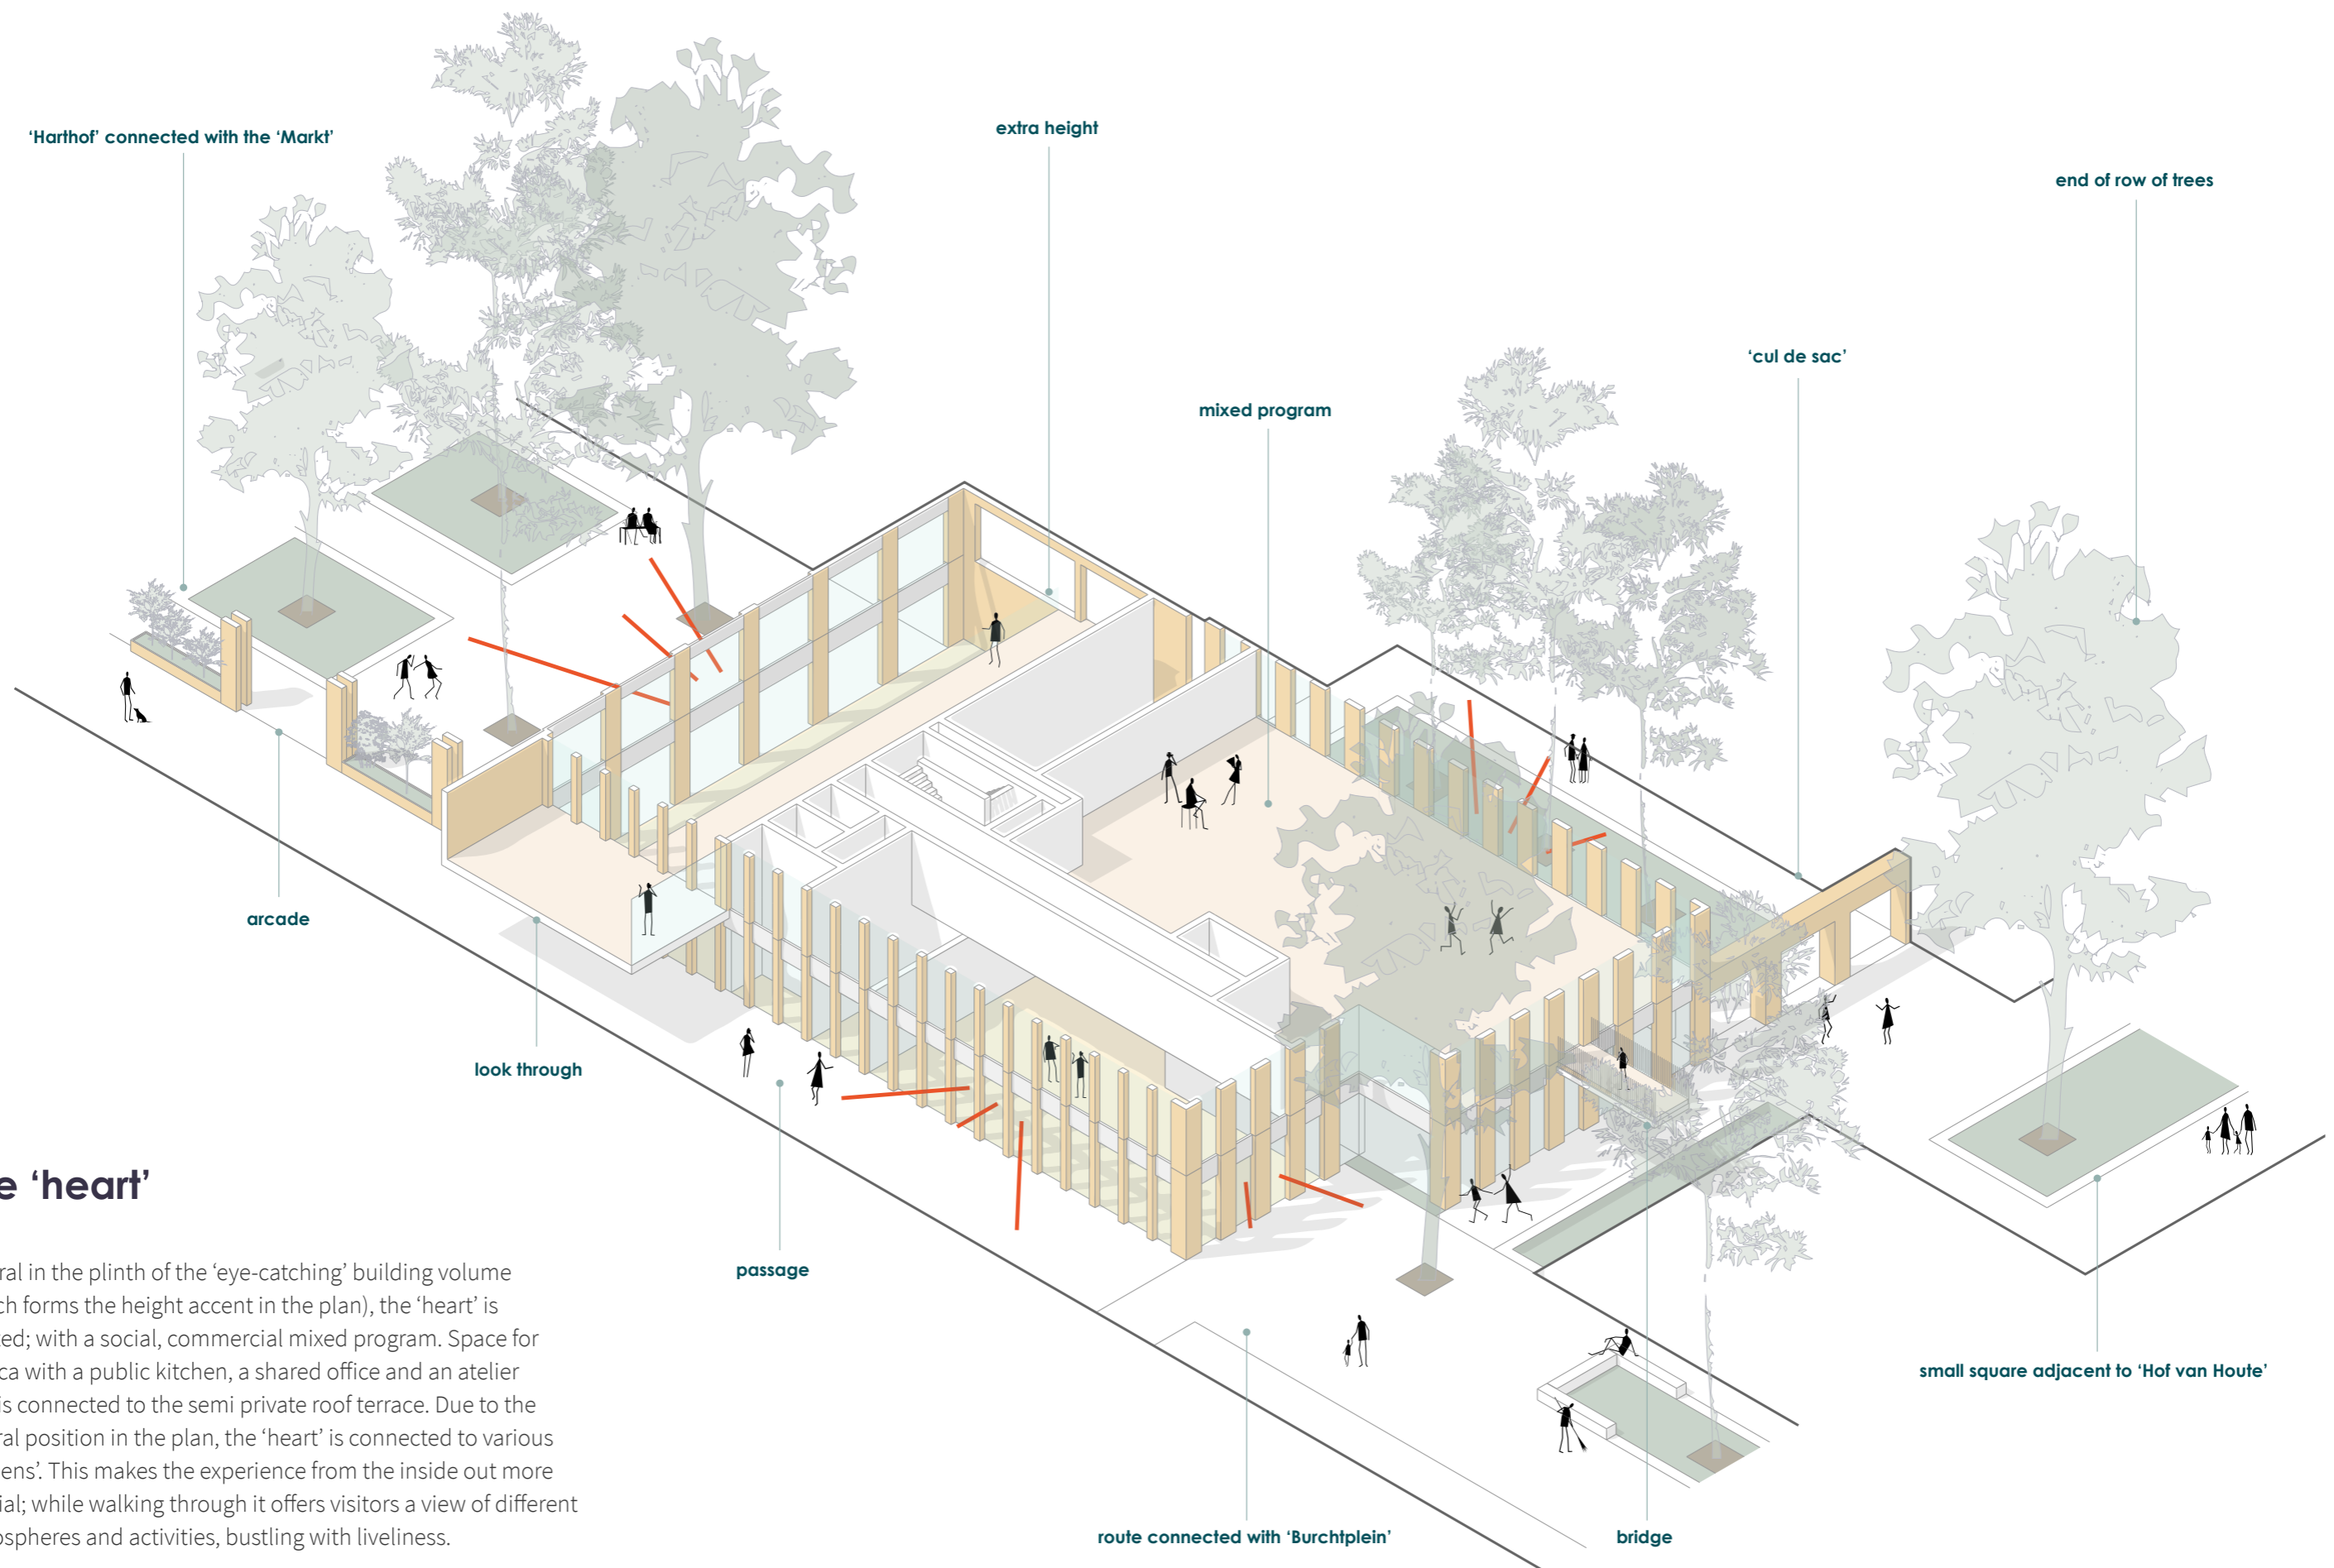 ‘Harthof’ connected with the ‘Markt’
extra height
end of row of trees
‘cul de sac’
mixed program
arcade
look through
passage
small square adjacent to ‘Hof van Houte’
route connected with ‘Burchtplein’
bridge
e ‘heart’
ral in the plinth of the ‘eye-catching’ building volume
ch forms the height accent in the plan), the ‘heart’ is
ted; with a social, commercial mixed program. Space for
ca with a public kitchen, a shared office and an atelier
is connected to the semi private roof terrace. Due to the
ral position in the plan, the ‘heart’ is connected to various
ens’. This makes the experience from the inside out more
ial; while walking through it offers visitors a view of different
ospheres and activities, bustling with liveliness.